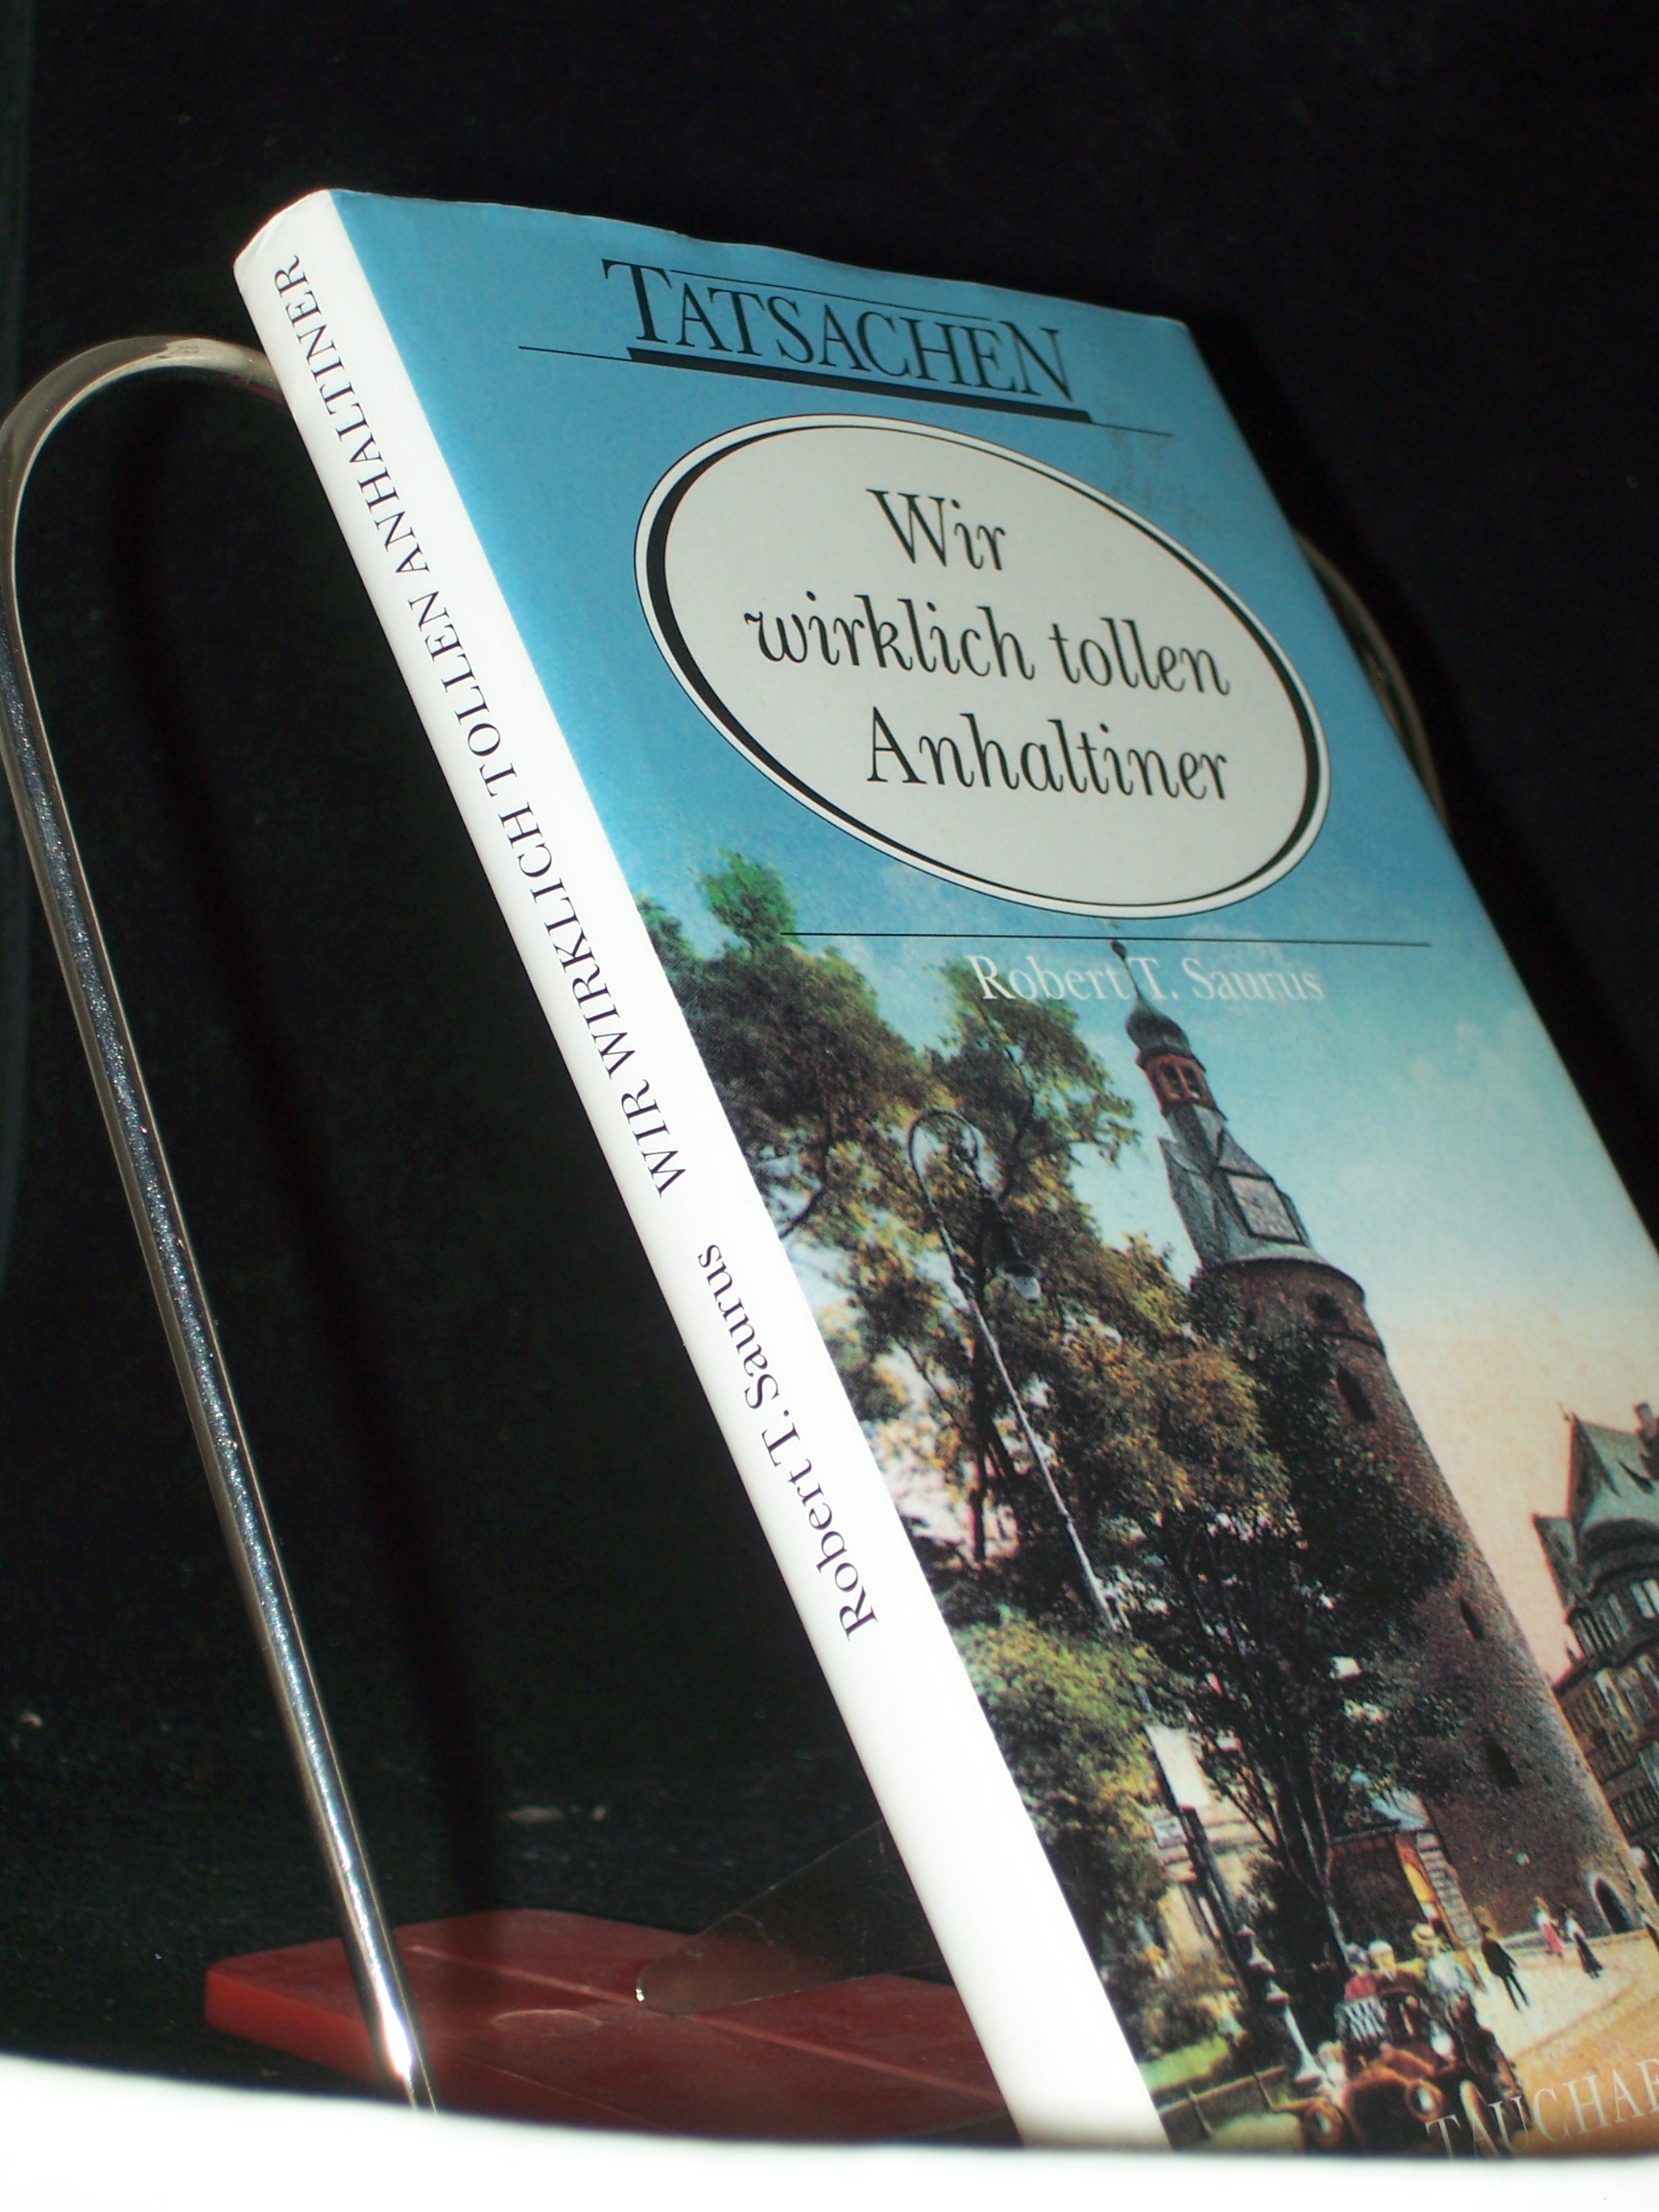 TATSACHEN
Wir
wirklich tollen
Anhaltiner
Robert T. Saurus
Robert T. Saurus WIR WIRKLICH TOLLEN ANHALTINER